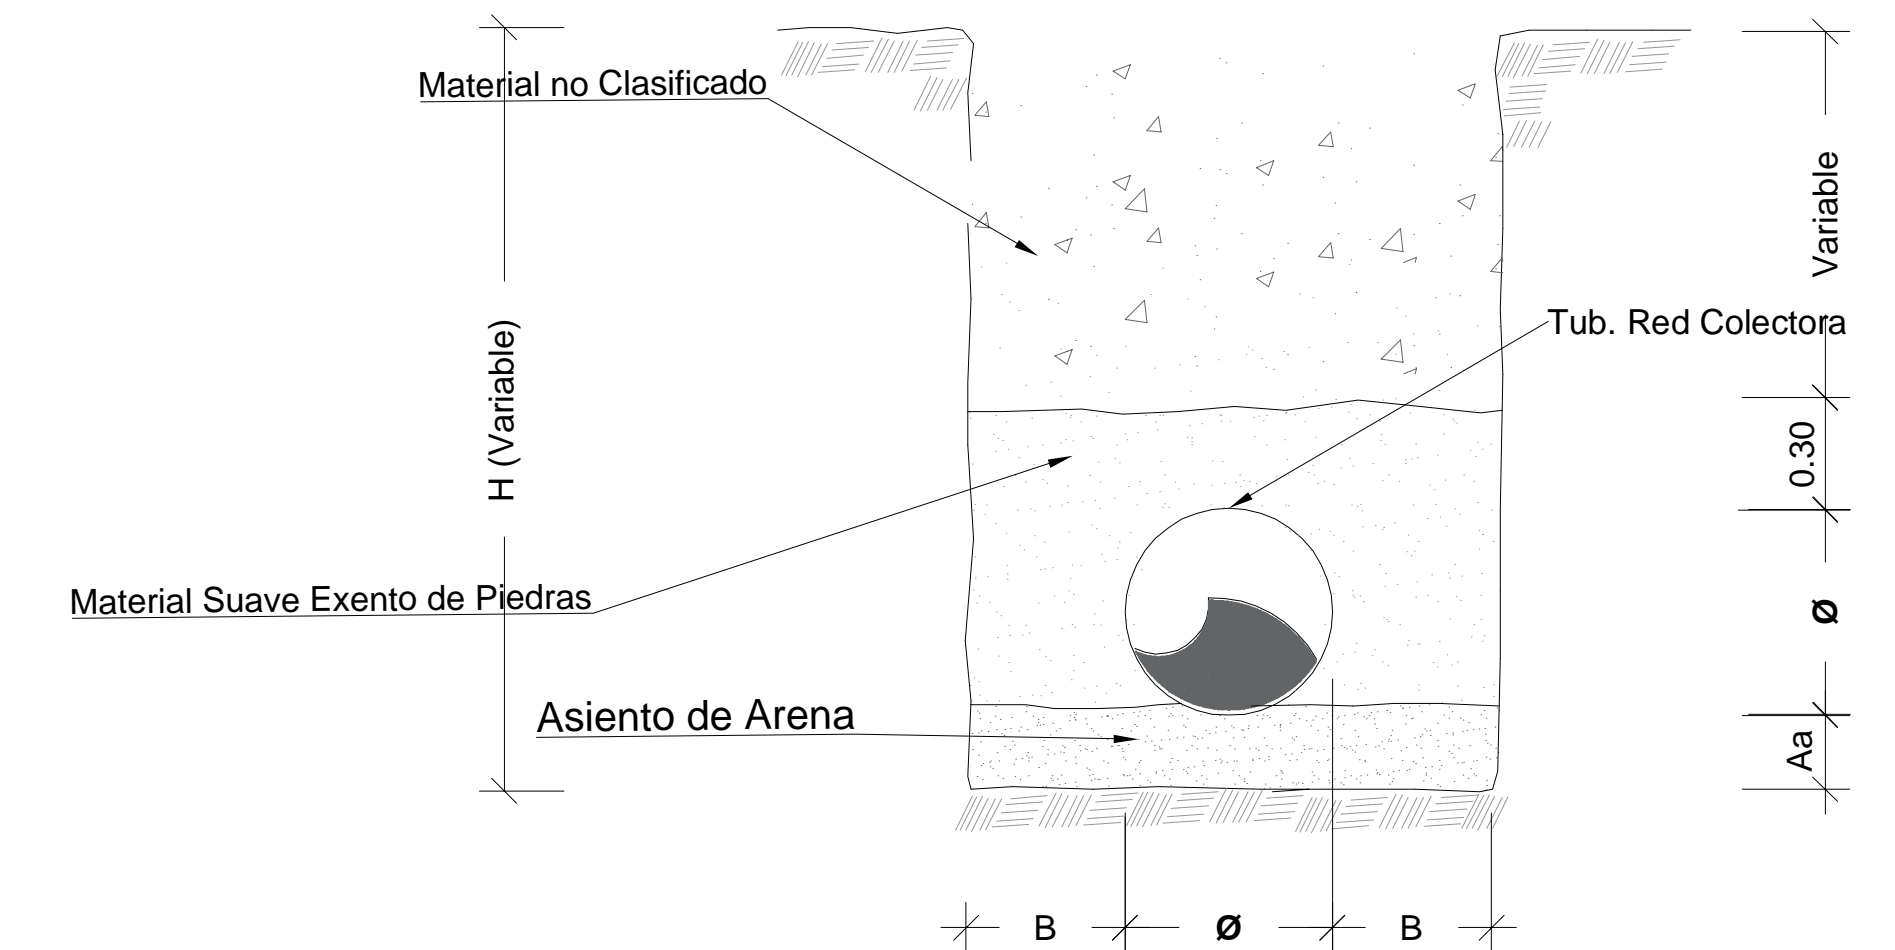 Material no Clasificado
Variable
Tub. Red Colectora
H (Variable)
0.30
Material Suave Exento de Piedras
Ø
Asiento de Arena
Aa
B
Ø
B